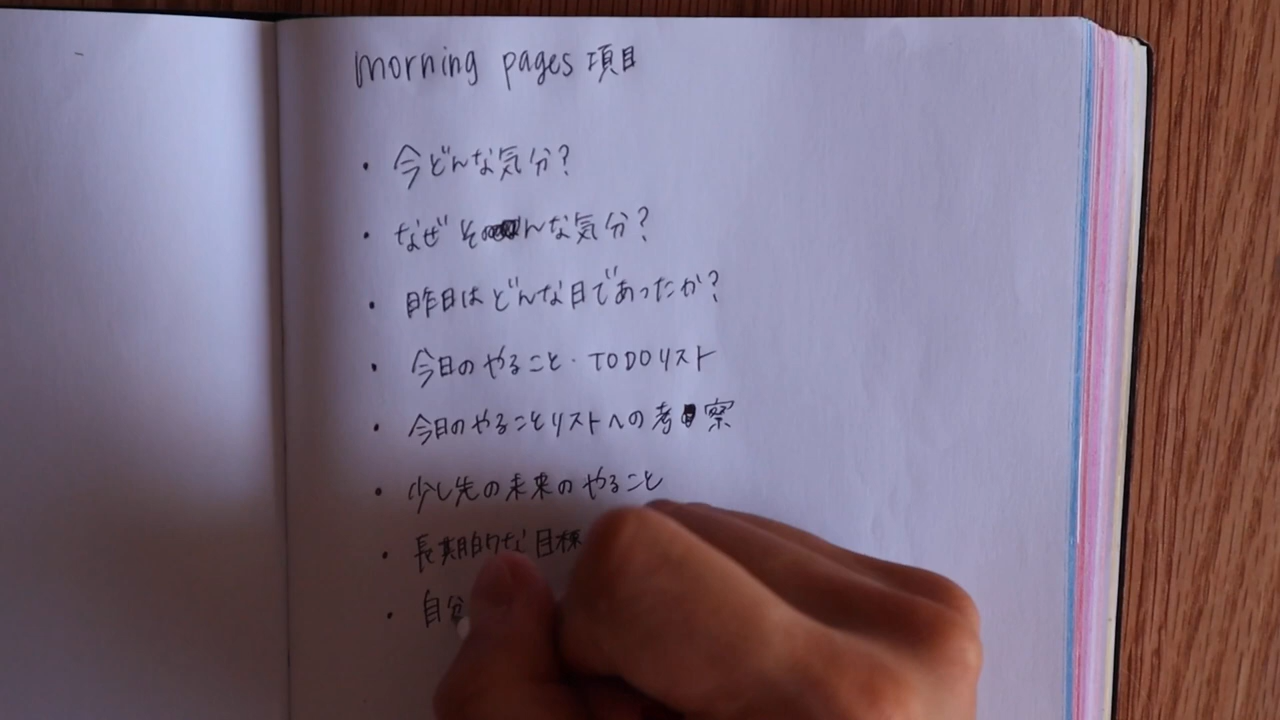 morning pages 項目
・今どんな気分?
・なぜそんな気分?
・昨日はどんな日であったか?
・今日のやること・TODOリスト
・今日のやることリストへの考察
・少し先の未来のやること
・長期的な目標
・自分